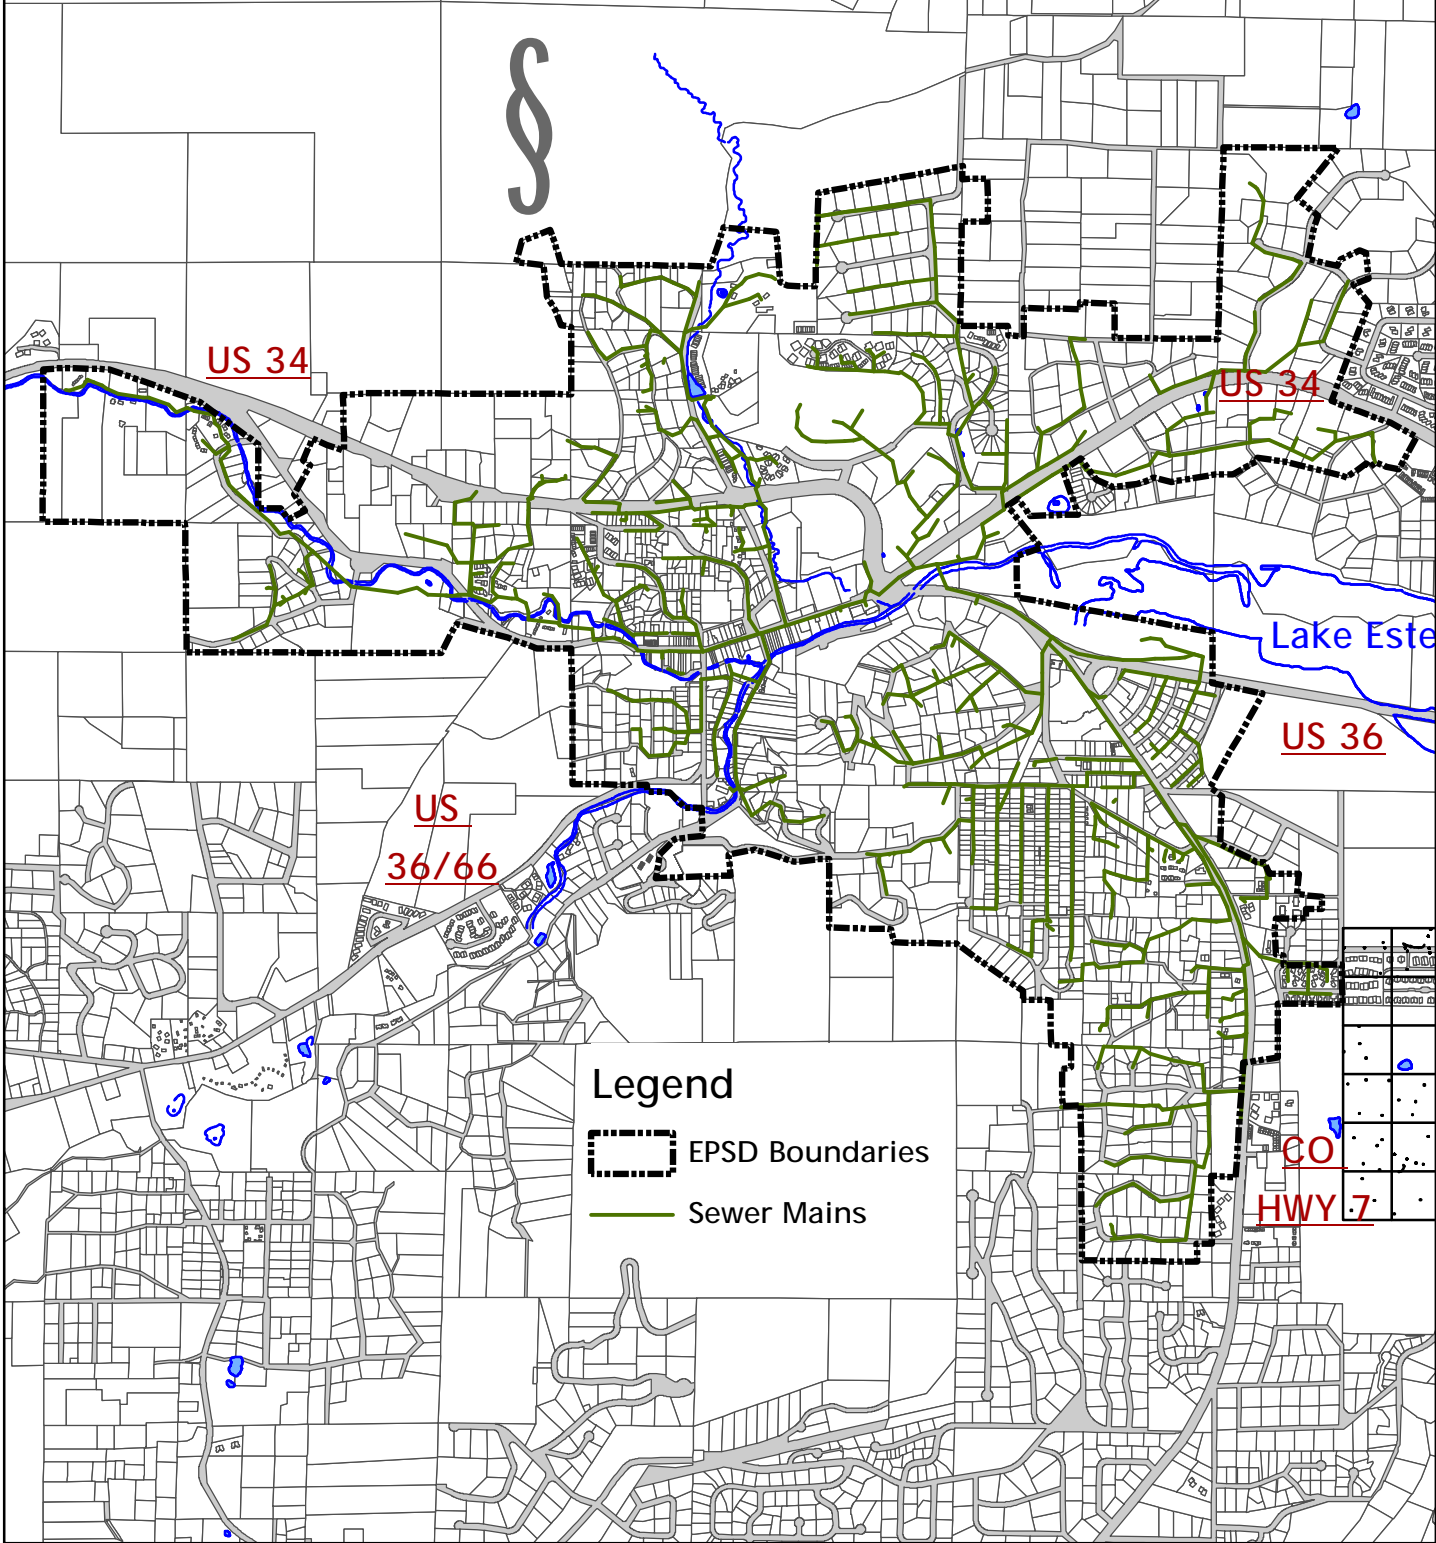 §
US 34
US 34
Lake Este
US 36
US
36/66
Legend
EPSD Boundaries
Sewer Mains
CO
HWY 7